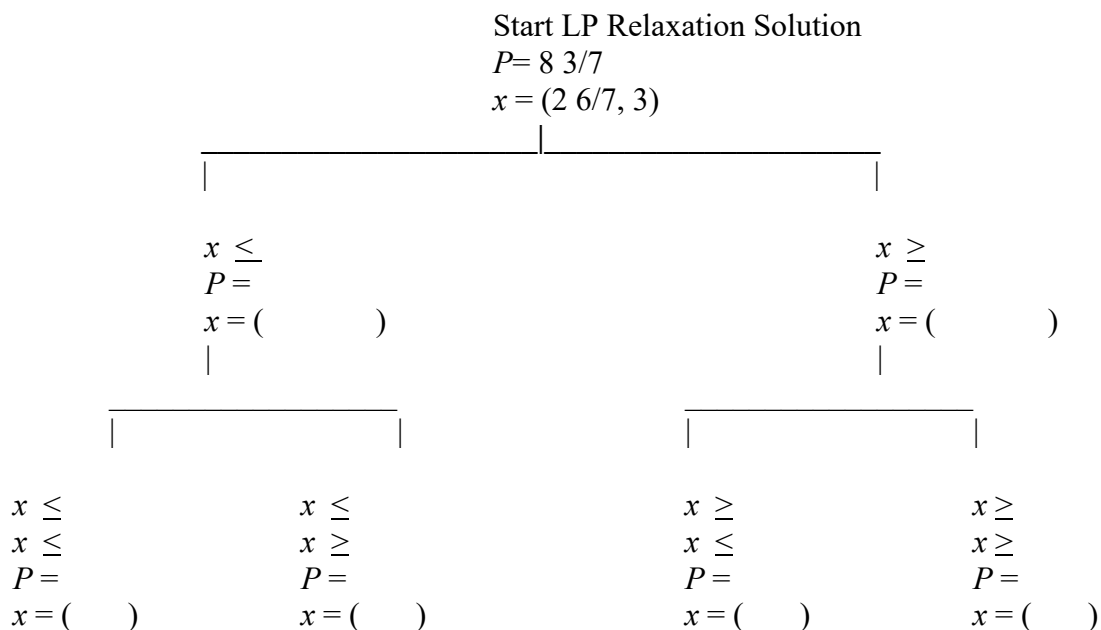 Start LP Relaxation Solution
P= 8 3/7
x = (2 6/7, 3)
x ≤ x ≥
P = P =
x = ( ) x = ( )
x ≤ x ≤ x ≥ x ≥
x ≤ x ≥ x ≤ x ≥
P = P = P = P =
x = ( ) x = ( ) x = ( ) x = ( )